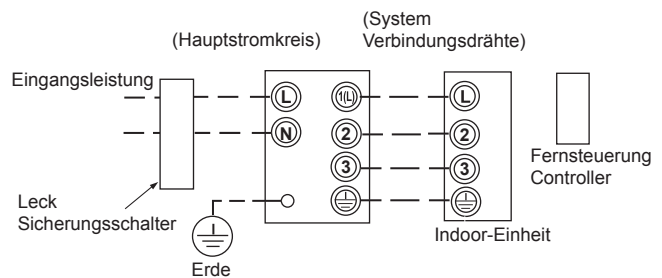 (System
(Hauptstromkreis) Verbindungsdrähte)
Eingangsleistung
L 1(L) L
N 2 2
3 3
Fernsteuerung
Controller
Leck
Sicherungsschalter
Indoor-Einheit
Erde